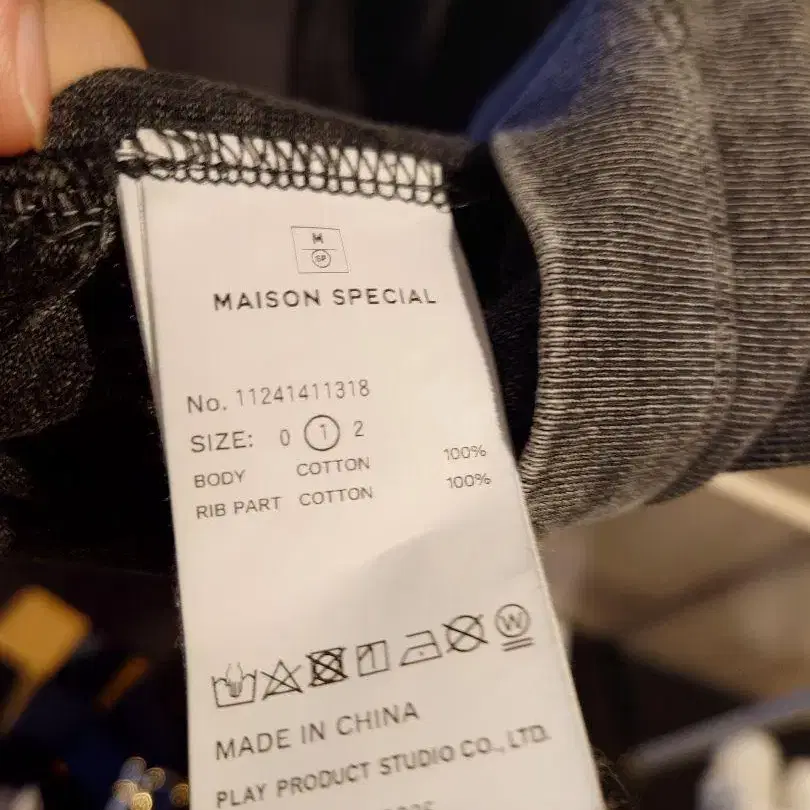 M
SP
MAISON SPECIAL
No. 11241411318
SIZE: 0 1 2
BODY COTTON 100%
RIB PART COTTON 100%
W
MADE IN CHINA
PLAY PRODUCT STUDIO CO., LTD.